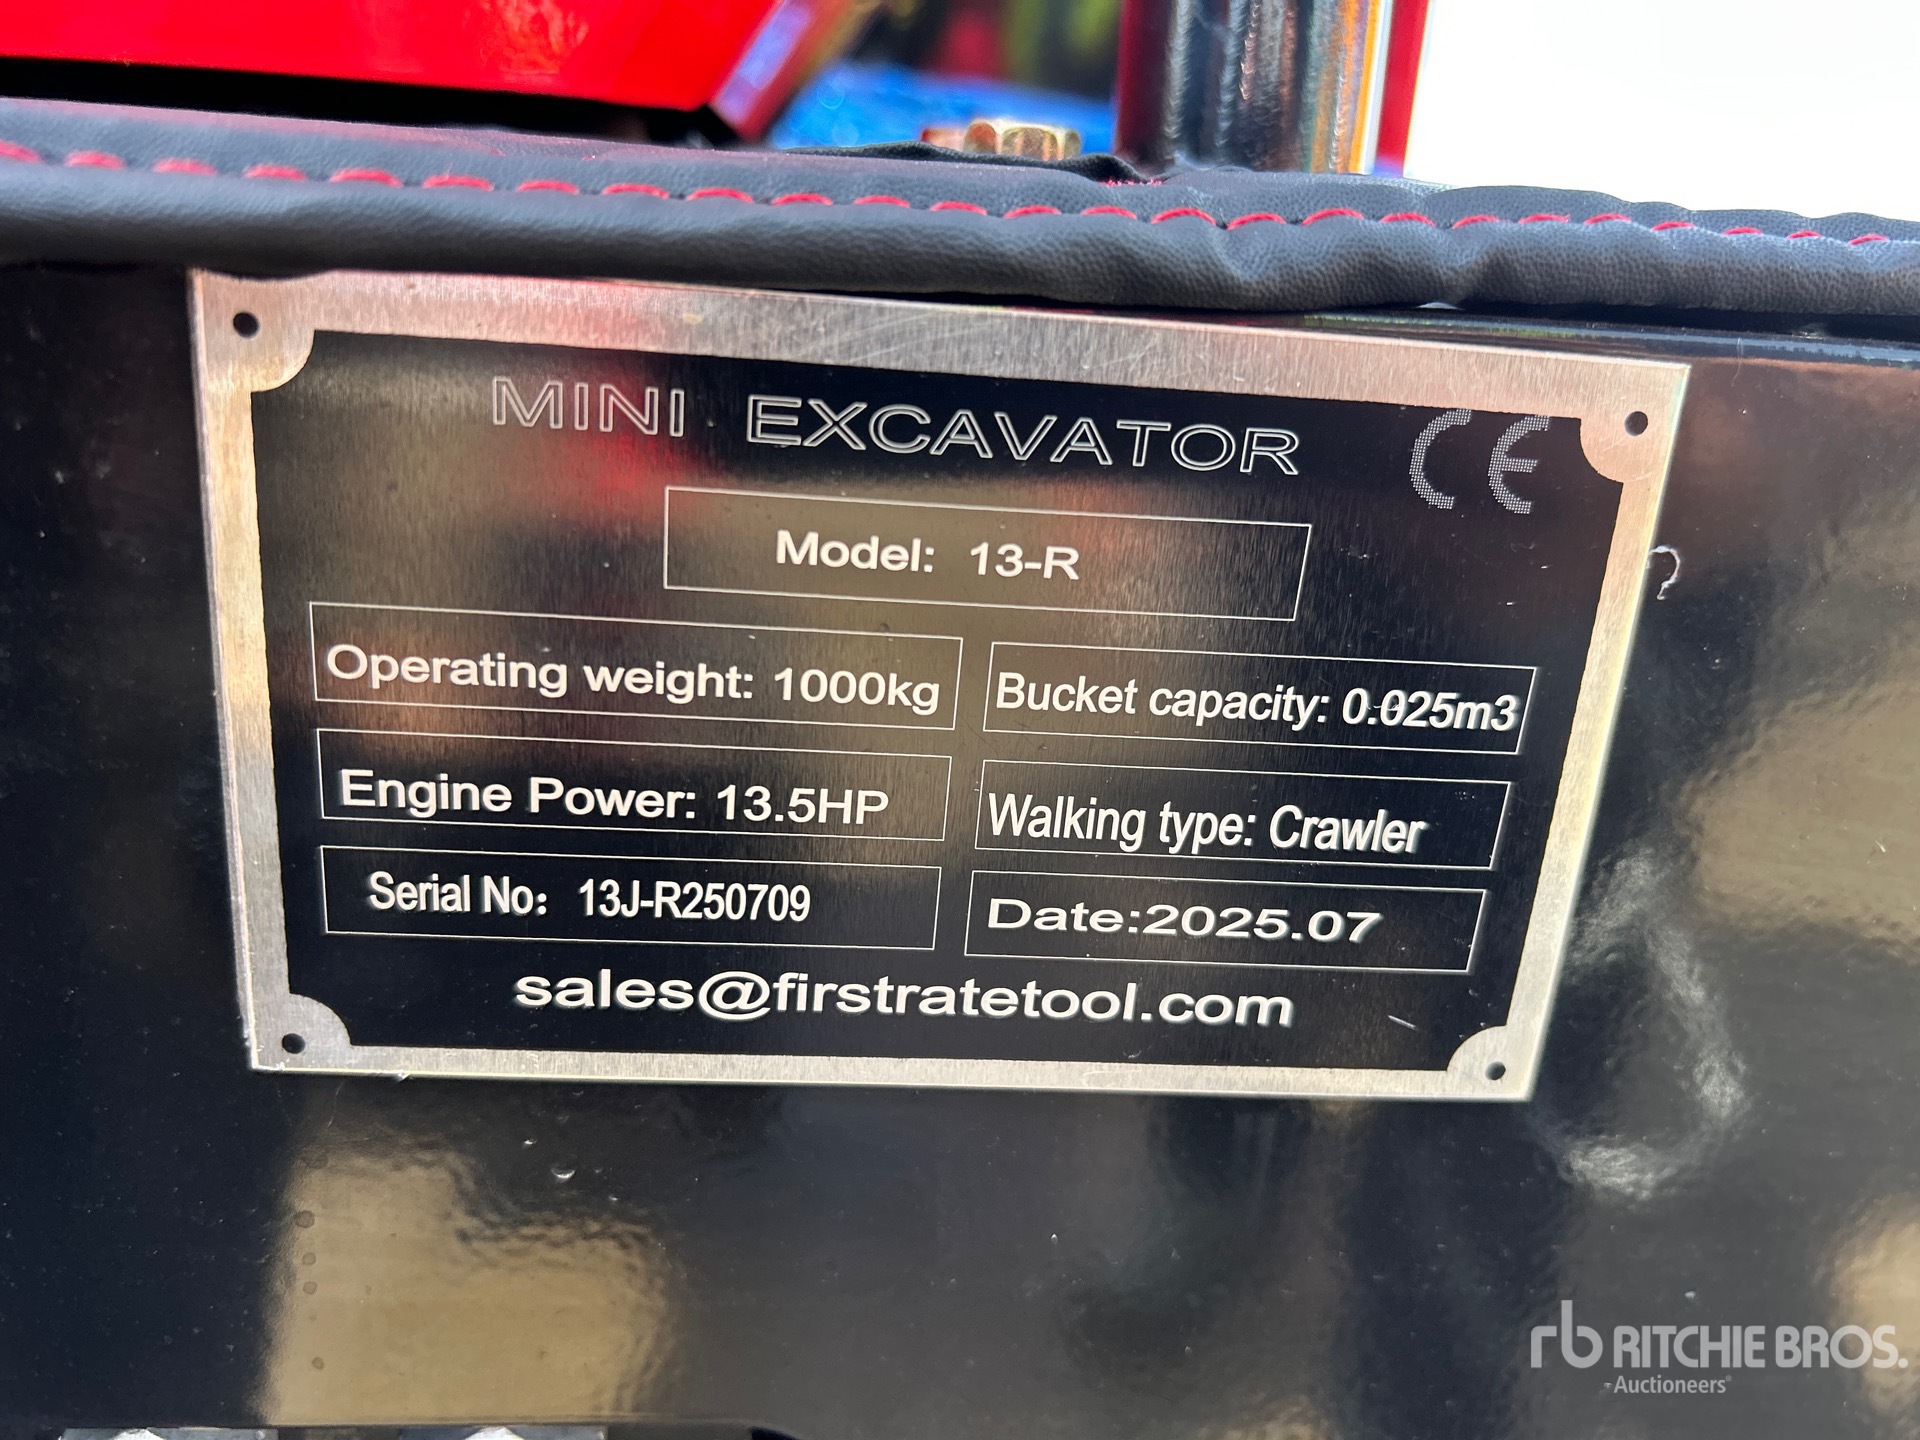 MINI EXCAVATOR CE
Model: 13-R
Operating weight: 1000kg Bucket capacity: 0.025m3
Engine Power: 13.5HP Walking type: Crawler
Serial No: 13J-R250709 Date:2025.07
sales@firstratetool.com
rb RITCHIE BROS.
Auctioneers